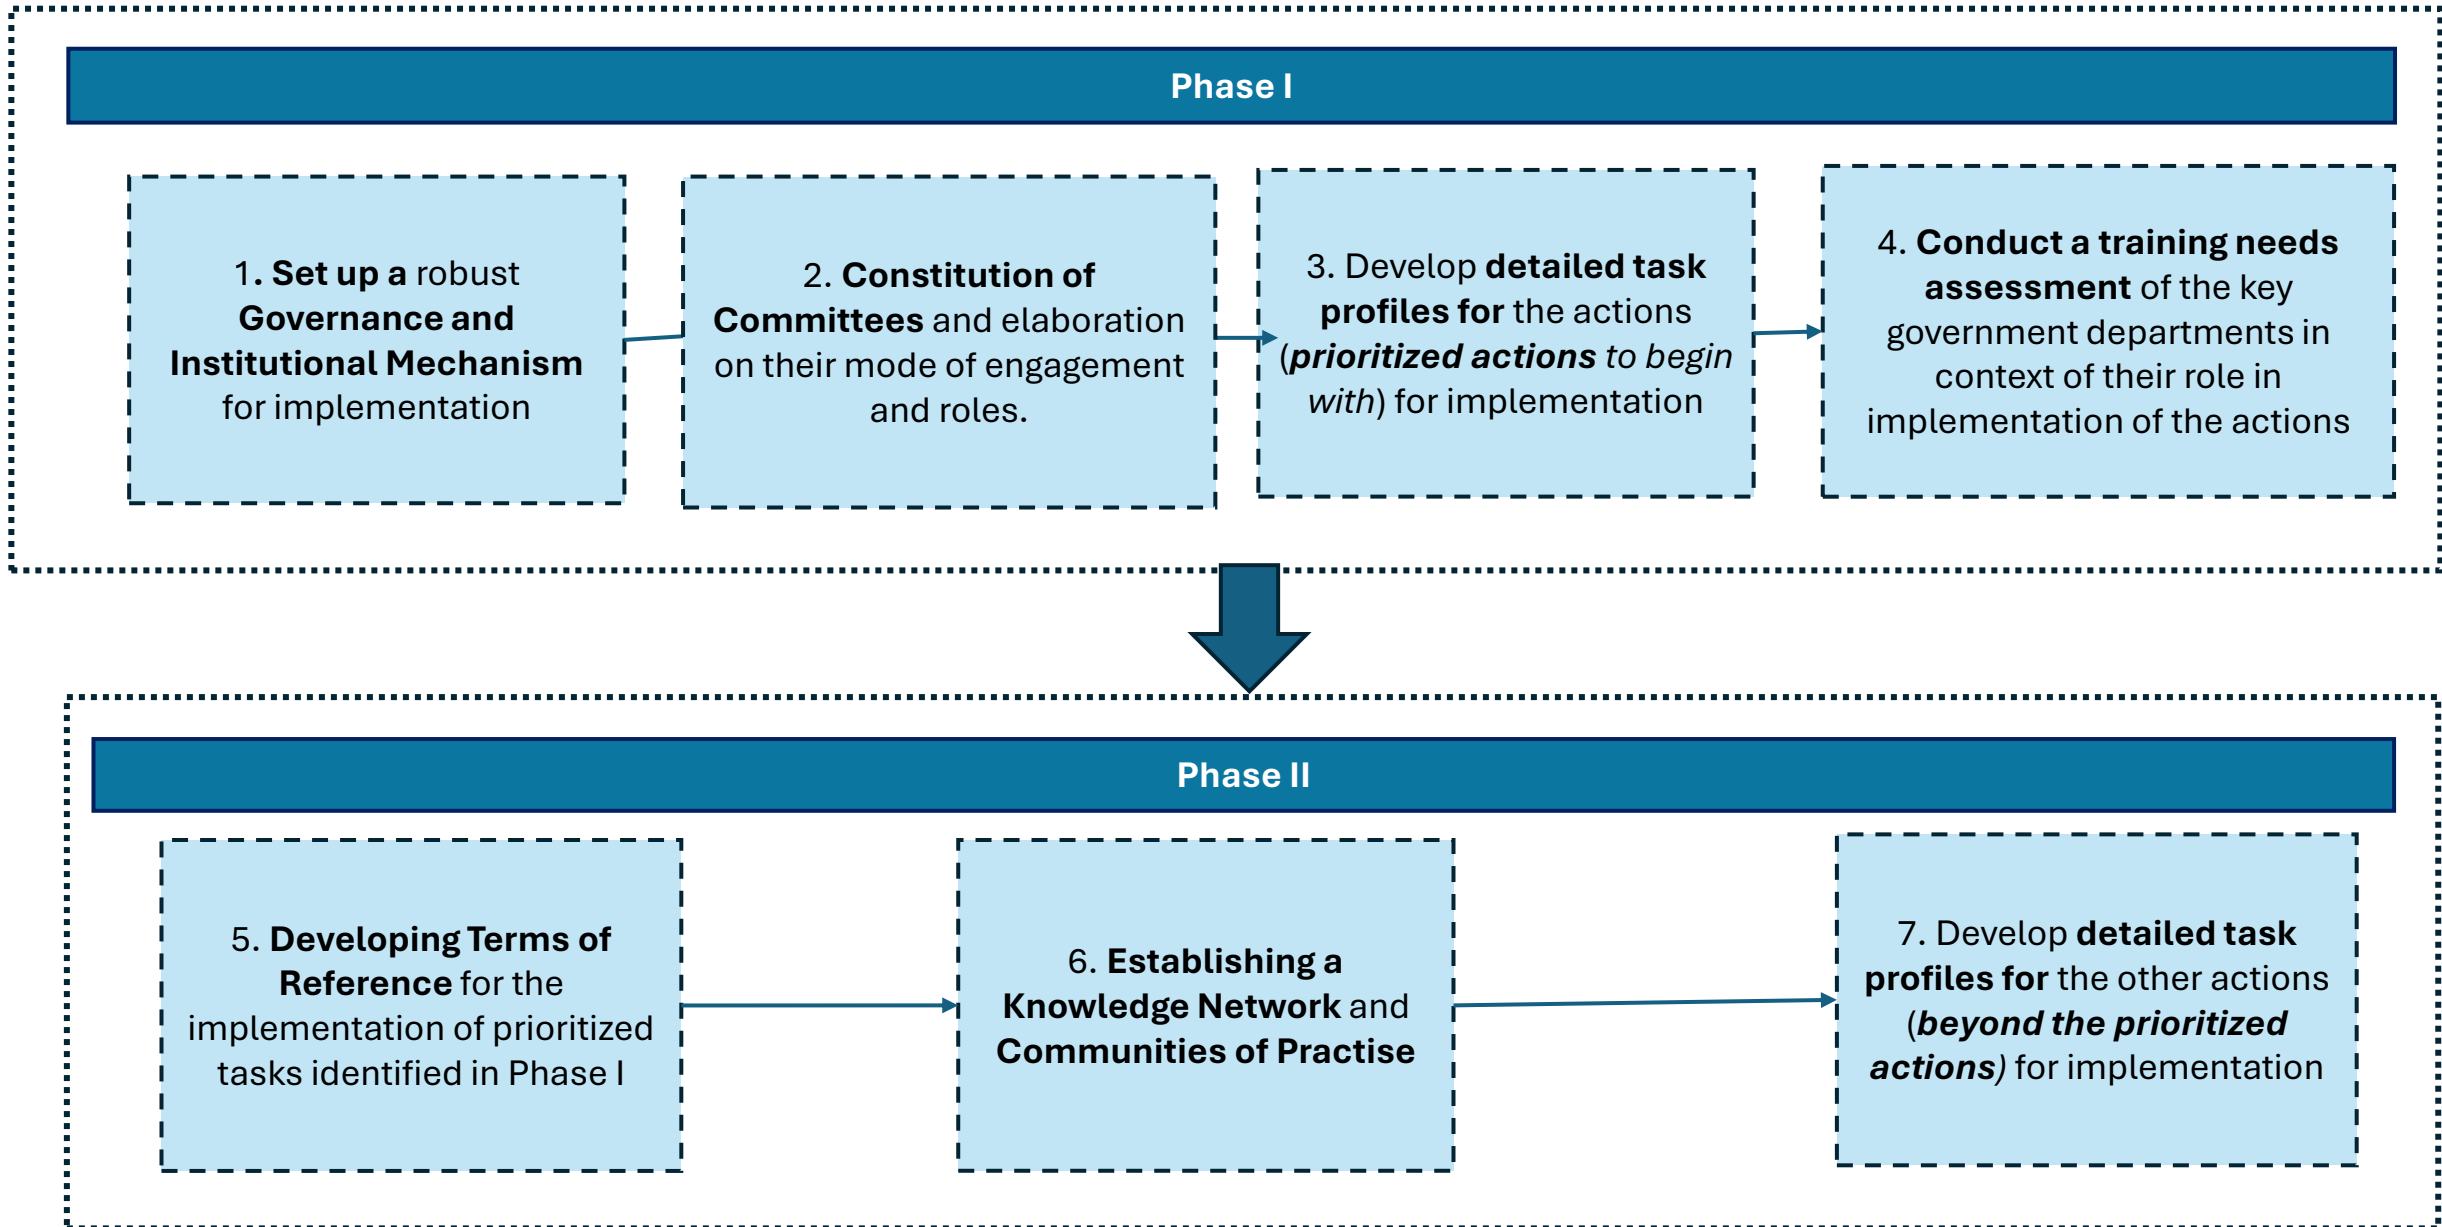 Phase I
1. Set up a robust
Governance and
Institutional Mechanism
for implementation
2. Constitution of
Committees and elaboration
on their mode of engagement
and roles.
3. Develop detailed task
profiles for the actions
(prioritized actions to begin
with) for implementation
4. Conduct a training needs
assessment of the key
government departments in
context of their role in
implementation of the actions
Phase II
5. Developing Terms of
Reference for the
implementation of prioritized
tasks identified in Phase I
6. Establishing a
Knowledge Network and
Communities of Practise
7. Develop detailed task
profiles for the other actions
(beyond the prioritized
actions) for implementation